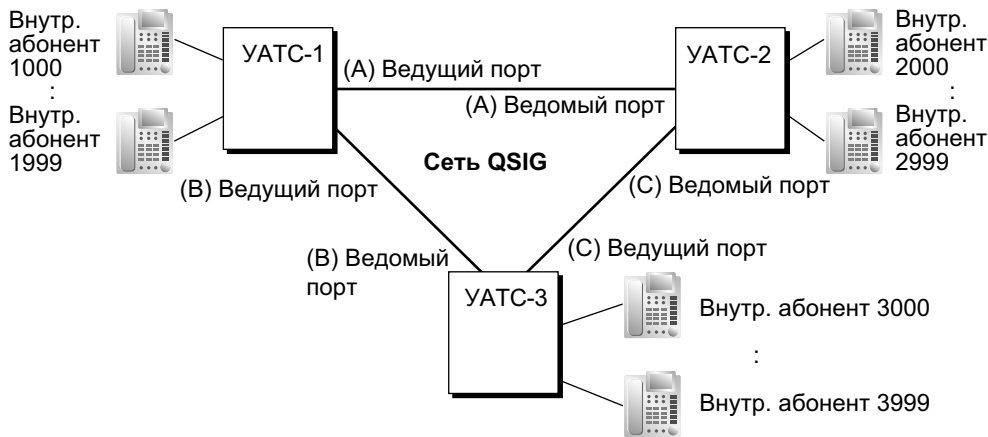 Внутр.
абонент
1000
:
Внутр.
абонент
1999
УАТС-1
(A) Ведущий порт
(A) Ведомый порт
УАТС-2
Внутр.
абонент
2000
:
Внутр.
абонент
2999
Сеть QSIG
(B) Ведущий порт
(C) Ведомый порт
(B) Ведомый
порт
(C) Ведущий порт
УАТС-3
Внутр. абонент 3000
:
Внутр. абонент 3999